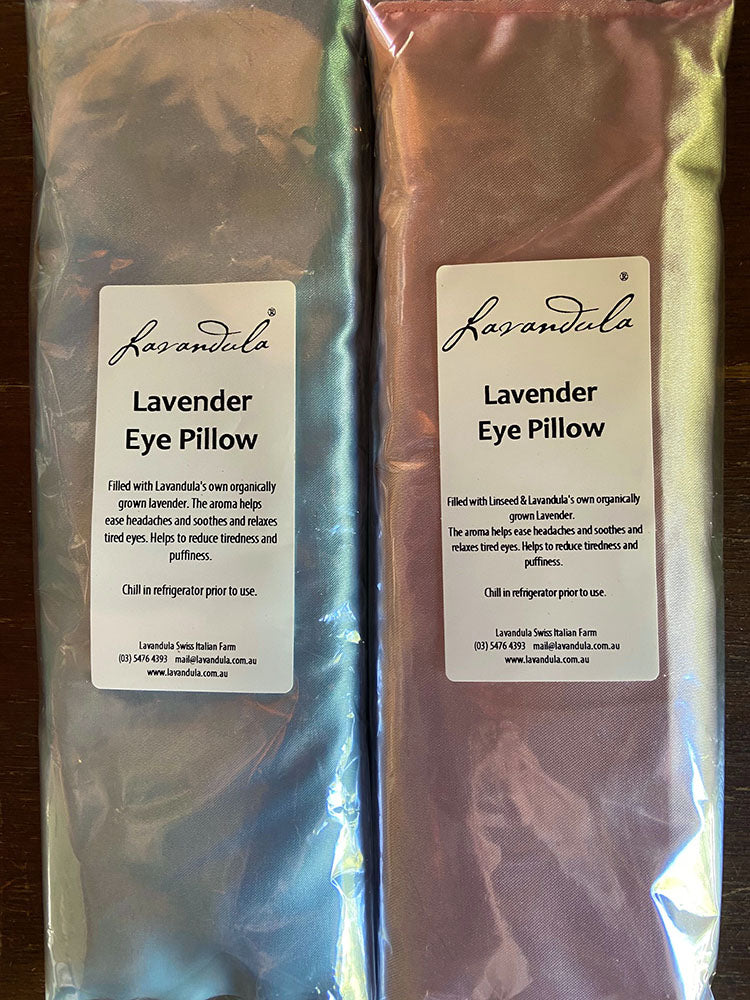 Lavandula®
Lavender
Eye Pillow
Filled with Lavandula's own organically
grown lavender. The aroma helps
ease headaches and soothes and relaxes
tired eyes. Helps to reduce tiredness and
puffiness.
Chill in refrigerator prior to use.
Lavandula Swiss Italian Farm
(03) 5476 4393 mail@lavandula.com.au
www.lavandula.com.au
Lavandula®
Lavender
Eye Pillow
Filled with Linseed & Lavandula's own organically
grown Lavender.
The aroma helps ease headaches and soothes and
relaxes tired eyes. Helps to reduce tiredness and
puffiness.
Chill in refrigerator prior to use.
Lavandula Swiss Italian Farm
(03) 5476 4393 mail@lavandula.com.au
www.lavandula.com.au